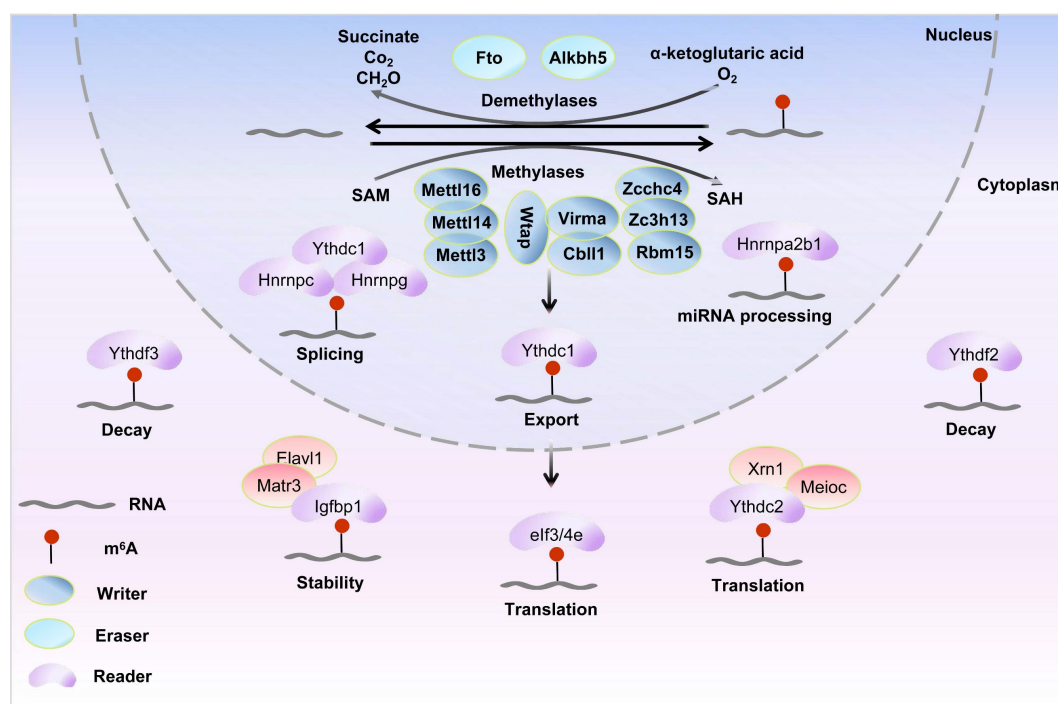 Nucleus
Succinate
Co₂
CH₂O
Fto
Alkbh5
α-ketoglutaric acid
O₂
Demethylases
Methylases
SAM
SAH
Cytoplasm
Mettl16
Mettl14
Mettl3
Wtap
Virma
Cbll1
Zcchc4
Zc3h13
Rbm15
Ythdc1
Hnrnpc
Hnrnpg
Splicing
Hnrnpa2b1
miRNA processing
Ythdc1
Export
Ythdf3
Decay
Ythdf2
Decay
Elavl1
Matr3
Igfbp1
Stability
eIf3/4e
Translation
Xrn1
Meioc
Ythdc2
Translation
RNA
m⁶A
Writer
Eraser
Reader